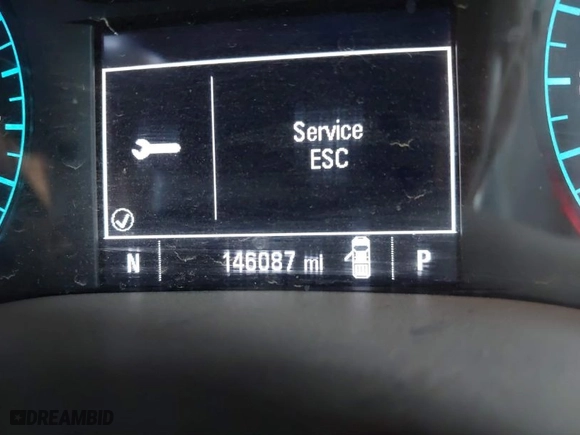 Service
ESC
N 146087 mi P
DREAMBID